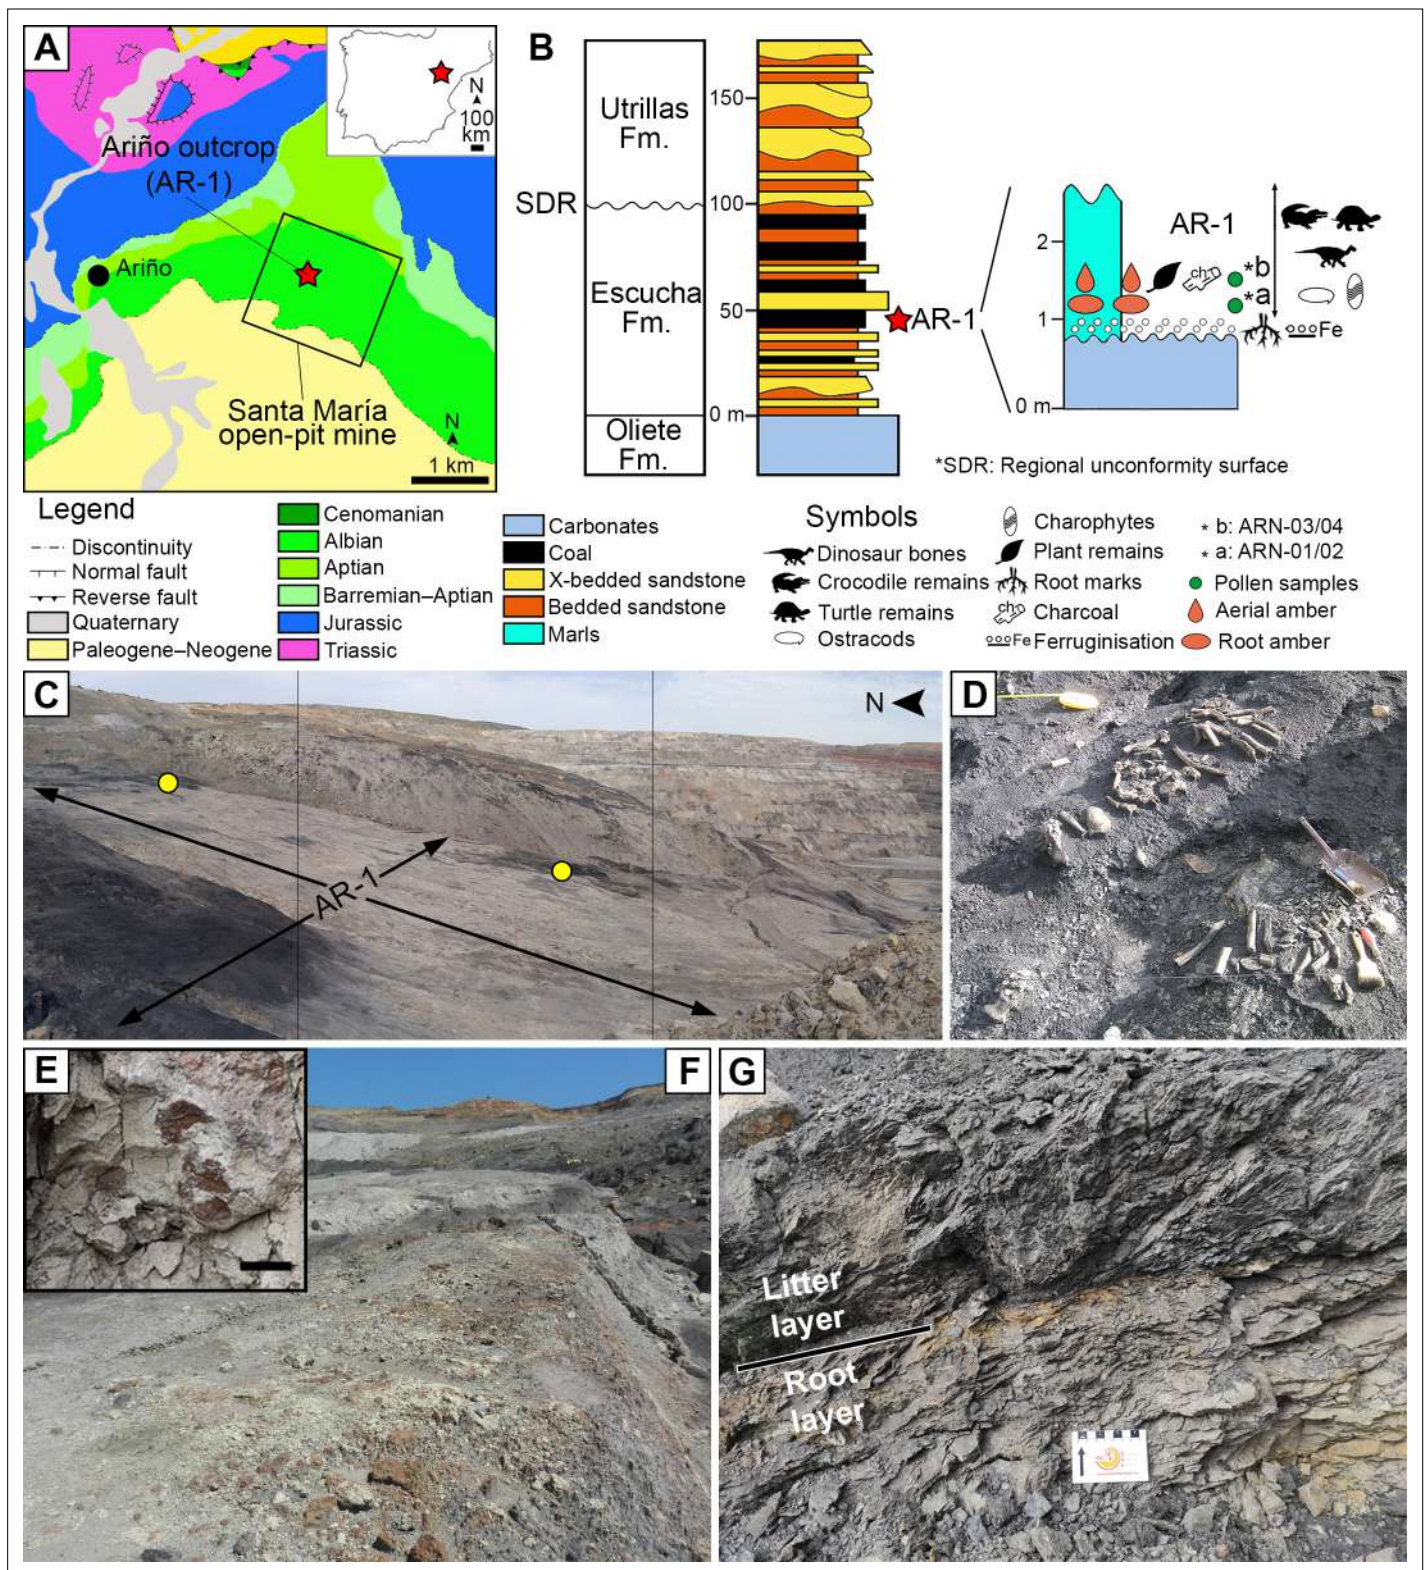 A
N
100
km
Ariño outcrop
(AR-1)
Ariño
Santa María
open-pit mine
N
1 km
B
Utrillas
Fm.
SDR
Escucha
Fm.
Oliete
Fm.
150
100
50
0 m
AR-1
2
1
0 m
AR-1
ch
*b
*a
Fe
*SDR: Regional unconformity surface
Legend
Discontinuity
Normal fault
Reverse fault
Quaternary
Paleogene–Neogene
Cenomanian
Albian
Aptian
Barremian–Aptian
Jurassic
Triassic
Carbonates
Coal
X-bedded sandstone
Bedded sandstone
Marls
Symbols
Dinosaur bones
Crocodile remains
Turtle remains
Ostracods
Charophytes
Plant remains
Root marks
ch
Charcoal
Fe
Ferruginisation
* b: ARN-03/04
* a: ARN-01/02
Pollen samples
Aerial amber
Root amber
C
N
AR-1
D
E
F
G
Litter
layer
Root
layer